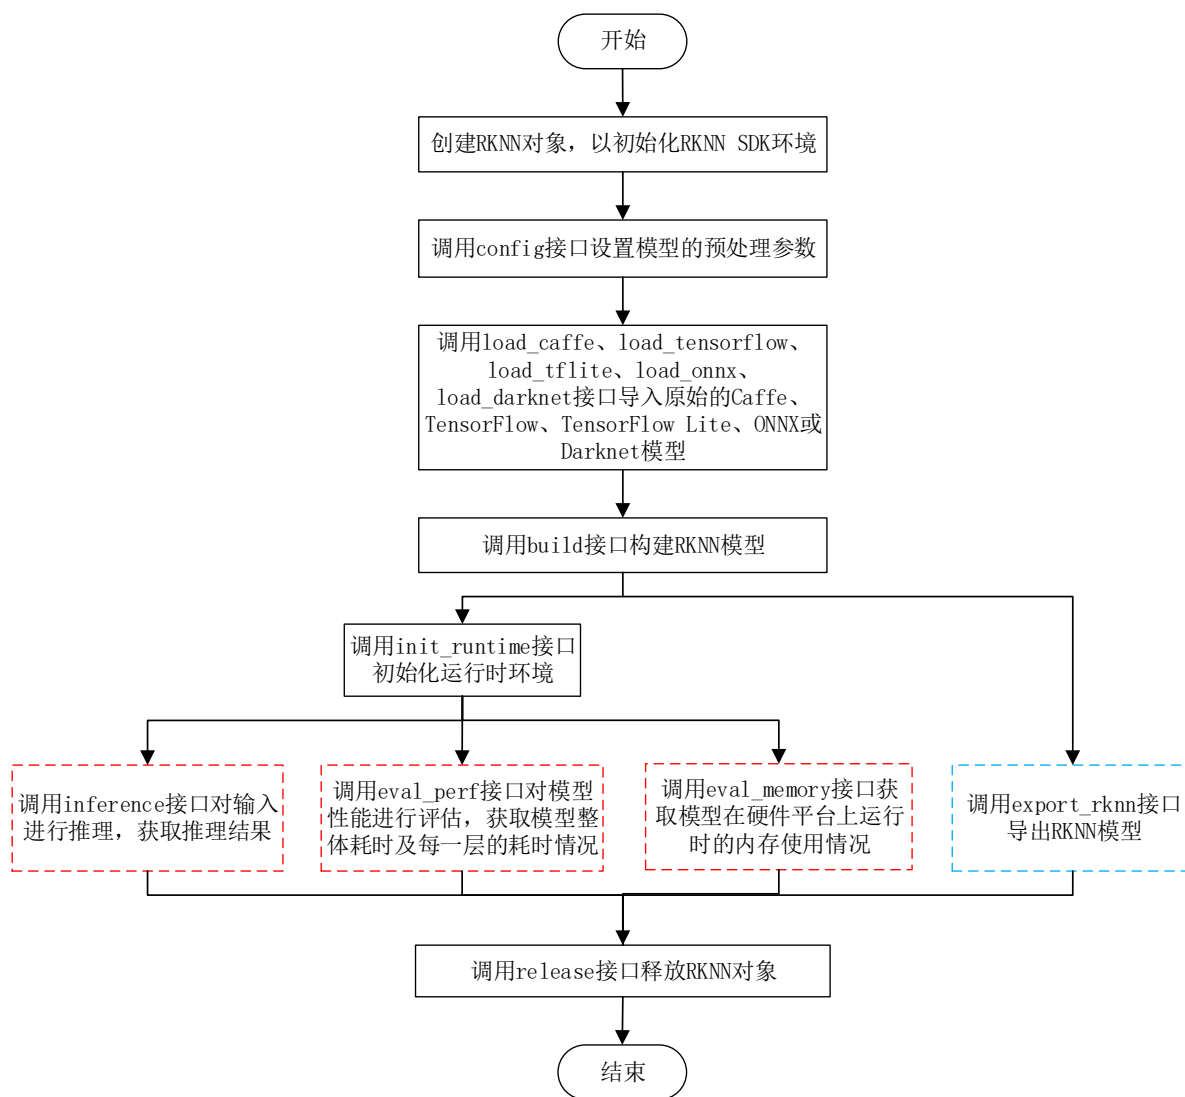 开始
创建RKNN对象，以初始化RKNN SDK环境
调用config接口设置模型的预处理参数
调用load_caffe、load_tensorflow、
load_tflite、load_onnx、
load_darknet接口导入原始的Caffe、
TensorFlow、TensorFlow Lite、ONNX或
Darknet模型
调用build接口构建RKNN模型
调用init_runtime接口
初始化运行时环境
调用inference接口对输入
进行推理，获取推理结果
调用eval_perf接口对模型
性能进行评估，获取模型整
体耗时及每一层的耗时情况
调用eval_memory接口获
取模型在硬件平台上运行
时的内存使用情况
调用export_rknn接口
导出RKNN模型
调用release接口释放RKNN对象
结束